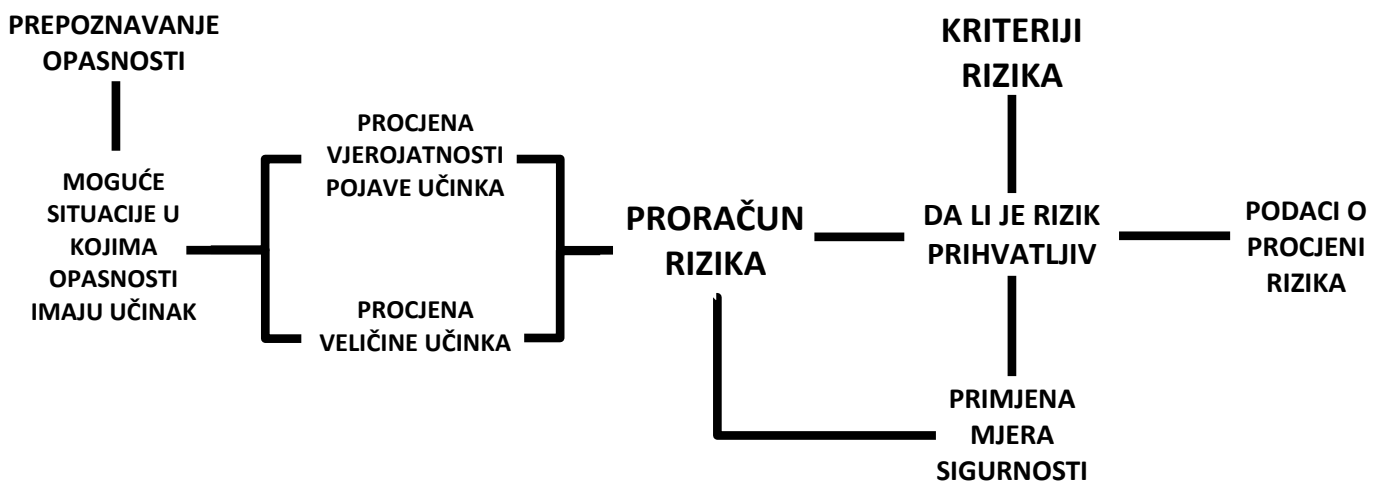 PREPOZNAVANJE
OPASNOSTI
MOGUĆE
SITUACIJE U
KOJIMA
OPASNOSTI
IMAJU UČINAK
PROCJENA
VJEROJATNOSTI
POJAVE UČINKA
PROCJENA
VELIČINE UČINKA
PRORAČUN
RIZIKA
KRITERIJI
RIZIKA
DA LI JE RIZIK
PRIHVATLJIV
PRIMJENA
MJERA
SIGURNOSTI
PODACI O
PROCJENI
RIZIKA